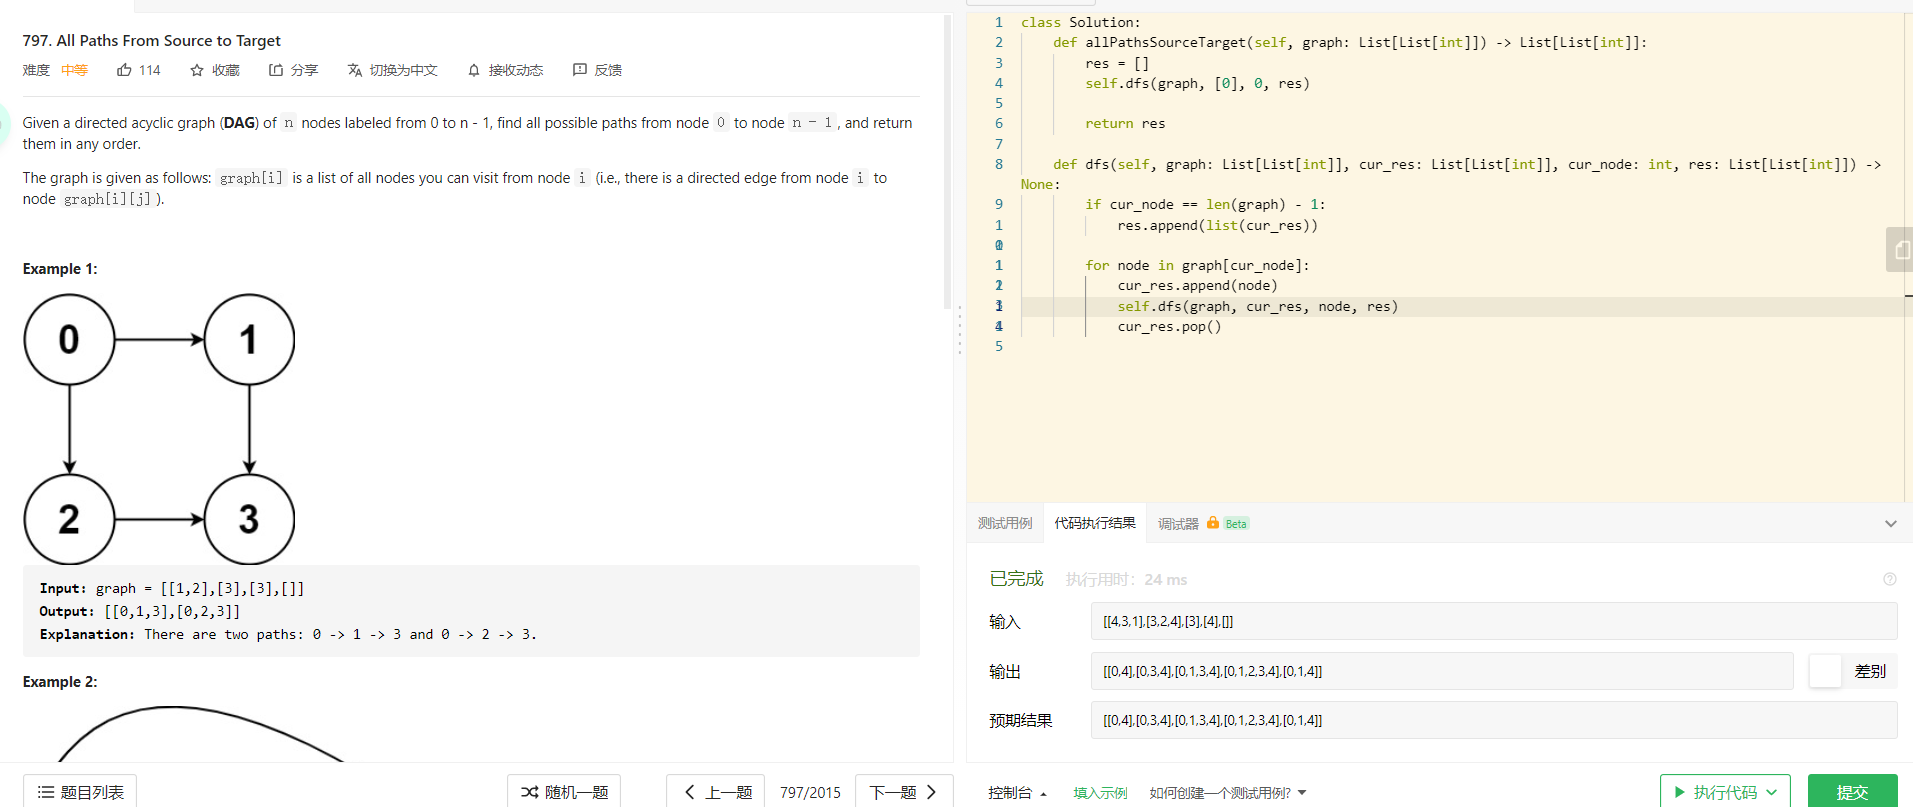 797. All Paths From Source to Target
难度 中等 114 收藏 分享 切换为中文 接收动态 反馈
Given a directed acyclic graph (DAG) of n nodes labeled from 0 to n - 1, find all possible paths from node 0 to node n - 1, and return
them in any order.
The graph is given as follows: graph[i] is a list of all nodes you can visit from node i (i.e., there is a directed edge from node i to
node graph[i][j]).
Example 1:
0 1
2 3
Input: graph = [[1,2],[3],[3],[]]
Output: [[0,1,3],[0,2,3]]
Explanation: There are two paths: 0 -> 1 -> 3 and 0 -> 2 -> 3.
Example 2:
题目列表 随机一题 上一题 797/2015 下一题
1 class Solution:
2 def allPathsSourceTarget(self, graph: List[List[int]]) -> List[List[int]]:
3 res = []
4 self.dfs(graph, [0], 0, res)
5
6 return res
7
8 def dfs(self, graph: List[List[int]], cur_res: List[List[int]], cur_node: int, res: List[List[int]]) ->
None:
9 if cur_node == len(graph) - 1:
1 res.append(list(cur_res))
1 for node in graph[cur_node]:
cur_res.append(node)
self.dfs(graph, cur_res, node, res)
4 cur_res.pop()
5
测试用例 代码执行结果 调试器 Beta
已完成 执行用时: 24 ms
输入 [[4,3,1],[3,2,4],[3],[4],[]]
输出 [[0,4],[0,3,4],[0,1,3,4],[0,1,2,3,4],[0,1,4]] 差别
预期结果 [[0,4],[0,3,4],[0,1,3,4],[0,1,2,3,4],[0,1,4]]
控制台 填入示例 如何创建一个测试用例? 执行代码 提交